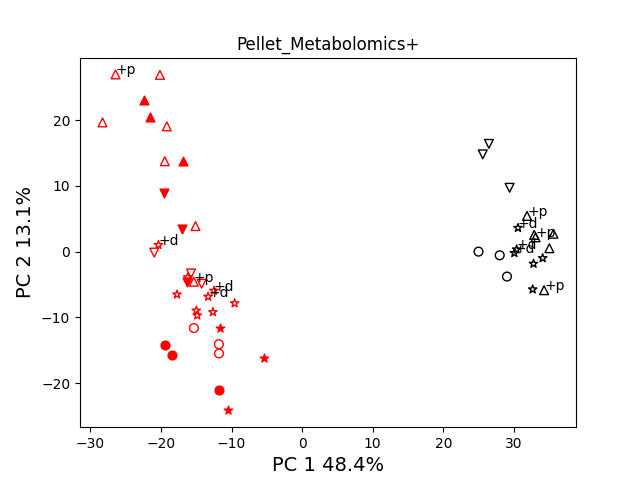 Pellet_Metabolomics+
+p
+p
+d
+p
+d
+d
+d
+d
+p
+p
+d
+d
20
10
0
−10
−20
PC 2 13.1%
−30
−20
−10
0
10
20
30
PC 1 48.4%